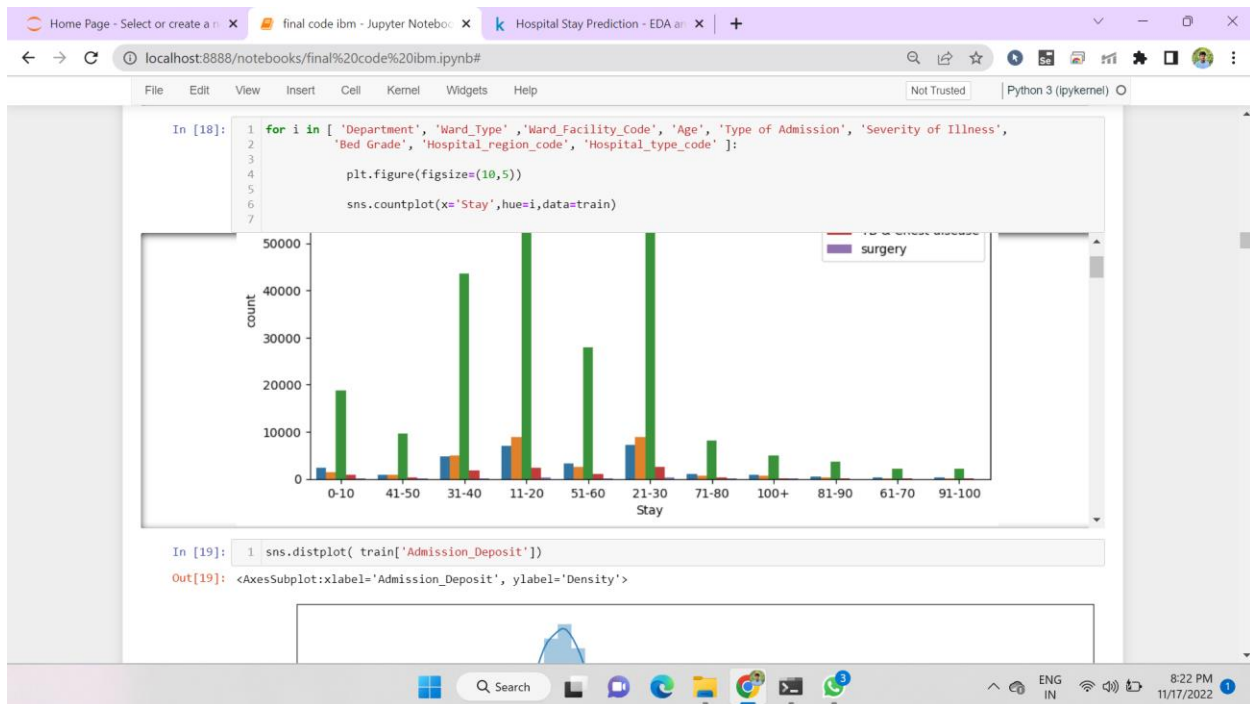 Home Page - Select or create a n
final code ibm - Jupyter Noteboo
Hospital Stay Prediction - EDA an
localhost:8888/notebooks/final%20code%20ibm.ipynb#
File Edit View Insert Cell Kernel Widgets Help Not Trusted Python 3 (ipykernel)
In [18]:
1 for i in [ 'Department', 'Ward_Type' ,'Ward_Facility_Code', 'Age', 'Type of Admission', 'Severity of Illness',
2 'Bed Grade', 'Hospital_region_code', 'Hospital_type_code' ]:
3
4 plt.figure(figsize=(10,5))
5
6 sns.countplot(x='Stay',hue=i,data=train)
7
TB & Chest disease
surgery
50000
40000
30000
20000
10000
0
count
0-10 41-50 31-40 11-20 51-60 21-30 71-80 100+ 81-90 61-70 91-100
Stay
In [19]:
1 sns.distplot( train['Admission_Deposit'])
Out[19]: <AxesSubplot:xlabel='Admission_Deposit', ylabel='Density'>
Search
3
ENG
IN
8:22 PM
11/17/2022
1